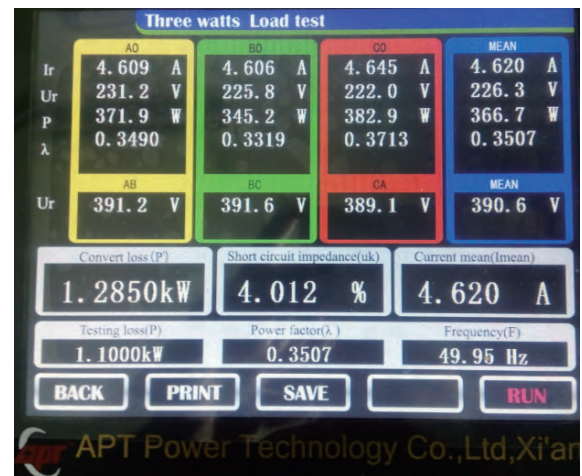 Three watts Load test
AO BO CO MEAN
Ir 4.609 A 4.606 A 4.645 A 4.620 A
Ur 231.2 V 225.8 V 222.0 V 226.3 V
P 371.9 W 345.2 W 382.9 W 366.7 W
λ 0.3490 0.3319 0.3713 0.3507
AB BC CA MEAN
Ur 391.2 V 391.6 V 389.1 V 390.6 V
Convert loss (P') Short circuit impedance(uk) Current mean(Imean)
1.2850kW 4.012 % 4.620 A
Testing loss(P) Power factor(λ) Frequency(F)
1.1000kW 0.3507 49.95 Hz
BACK PRINT SAVE RUN
apt APT Power Technology Co.,Ltd,Xi'an